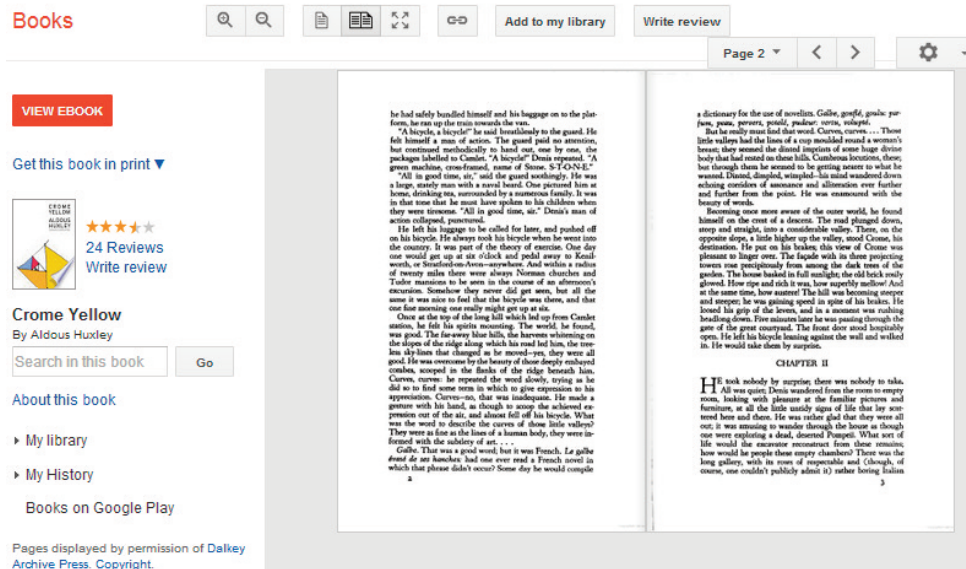 Books
Add to my library
Write review
Page 2
VIEW EBOOK
Get this book in print ▼
CROME
YELLOW
ALDOUS
HUXLEY
24 Reviews
Write review
Crome Yellow
By Aldous Huxley
Search in this book
Go
About this book
My library
My History
Books on Google Play
Pages displayed by permission of Dalkey
Archive Press. Copyright.
he had safely bundled himself and his baggage on to the plat-
form, he ran up the train towards the van.
"A bicycle, a bicycle!" he said breathlessly to the guard. He
felt himself a man of action. The guard paid no attention,
but continued methodically to hand out, one by one, the
packages labelled to Camlet. "A bicycle!" Denis repeated. "A
green machine, cross-framed, name of Stone. S-T-O-N-E."
"All in good time, sir," said the guard soothingly. He was
a large, stately man with a naval beard. One pictured him at
home, drinking tea, surrounded by a numerous family. It was
in that tone that he must have spoken to his children when
they were tiresome. "All in good time, sir." Denis's man of
action collapsed, punctured.
He left his luggage to be called for later, and pushed off
on his bicycle. He always took his bicycle when he went into
the country. It was part of the theory of exercise. One day
one would get up at six o'clock and pedal away to Kenil-
worth, or Stratford-on-Avon—anywhere. And within a radius
of twenty miles there were always Norman churches and
Tudor mansions to be seen in the course of an afternoon's
excursion. Somehow they never did get seen, but all the
same it was nice to feel that the bicycle was there, and that
one fine morning one really might get up at six.
Once at the top of the long hill which led up from Camlet
station, he felt his spirits mounting. The world, he found,
was good. The far-away blue hills, the harvests whitening on
the slopes of the ridge along which his road led him, the tree-
less sky-lines that changed as he moved—yes, they were all
good. He was overcome by the beauty of those deeply embayed
combes, scooped in the flanks of the ridge beneath him.
Curves, curves: he repeated the word slowly, trying as he
did so to find some term in which to give expression to his
appreciation. Curves—no, that was inadequate. He made a
gesture with his hand, as though to scoop the achieved ex-
pression out of the air, and almost fell off his bicycle. What
was the word to describe the curves of those little valleys?
They were as fine as the lines of a human body, they were in-
formed with the subtlety of art. . . .
Galbe. That was a good word; but it was French. Le galbe
évasé de ses hanches: had one ever read a French novel in
which that phrase didn't occur? Some day he would compile
2
a dictionary for the use of novelists. Galbe, gonflé, goulu: par-
fum, peau, pervers, potelé, pudeur: vertu, volupté.
But he really must find that word. Curves, curves. . . . Those
little valleys had the lines of a cup moulded round a woman's
breast; they seemed the dinted imprints of some huge divine
body that had rested on these hills. Cumbrous locutions, these;
but through them he seemed to be getting nearer to what he
wanted. Dinted, dimpled, wimpled—his mind wandered down
echoing corridors of assonance and alliteration ever further
and further from the point. He was enamoured with the
beauty of words.
Becoming once more aware of the outer world, he found
himself on the crest of a descent. The road plunged down,
steep and straight, into a considerable valley. There, on the
opposite slope, a little higher up the valley, stood Crome, his
destination. He put on his brakes; this view of Crome was
pleasant to linger over. The façade with its three projecting
towers rose precipitously from among the dark trees of the
garden. The house basked in full sunlight; the old brick rosily
glowed. How ripe and rich it was, how superbly mellow! And
at the same time, how austere! The hill was becoming steeper
and steeper; he was gaining speed in spite of his brakes. He
loosed his grip of the levers, and in a moment was rushing
headlong down. Five minutes later he was passing through the
gate of the great courtyard. The front door stood hospitably
open. He left his bicycle leaning against the wall and walked
in. He would take them by surprise.
CHAPTER II
HE took nobody by surprise; there was nobody to take.
All was quiet; Denis wandered from room to empty
room, looking with pleasure at the familiar pictures and
furniture, at all the little untidy signs of life that lay scat-
tered here and there. He was rather glad that they were all
out; it was amusing to wander through the house as though
one were exploring a dead, deserted Pompeii. What sort of
life would the excavator reconstruct from these remains;
how would he people these empty chambers? There was the
long gallery, with its rows of respectable and (though, of
course, one couldn't publicly admit it) rather boring Italian
3